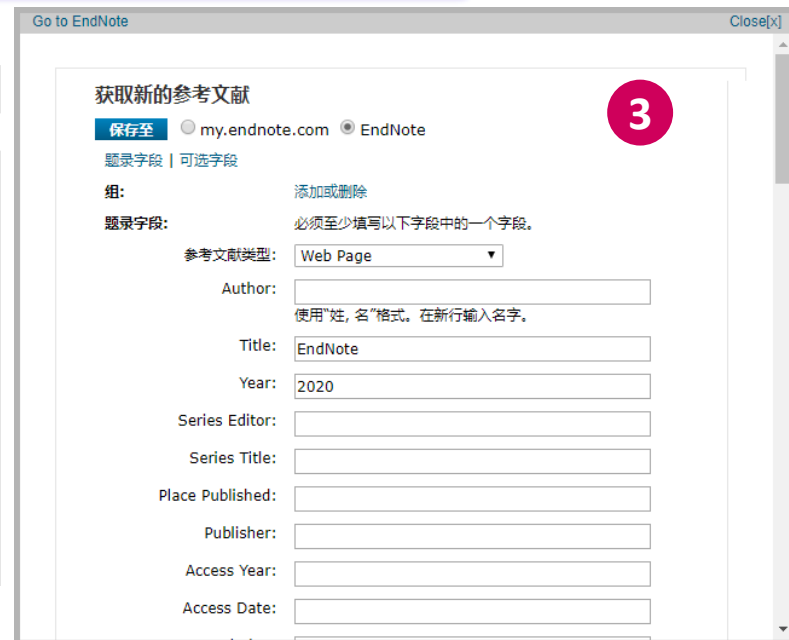 Go to EndNote Close[x]
获取新的参考文献
3
保存至 my.endnote.com EndNote
题录字段 | 可选字段
组: 添加或删除
题录字段: 必须至少填写以下字段中的一个字段。
参考文献类型: Web Page
Author:
使用“姓, 名”格式。在新行输入名字。
Title: EndNote
Year: 2020
Series Editor:
Series Title:
Place Published:
Publisher:
Access Year:
Access Date: